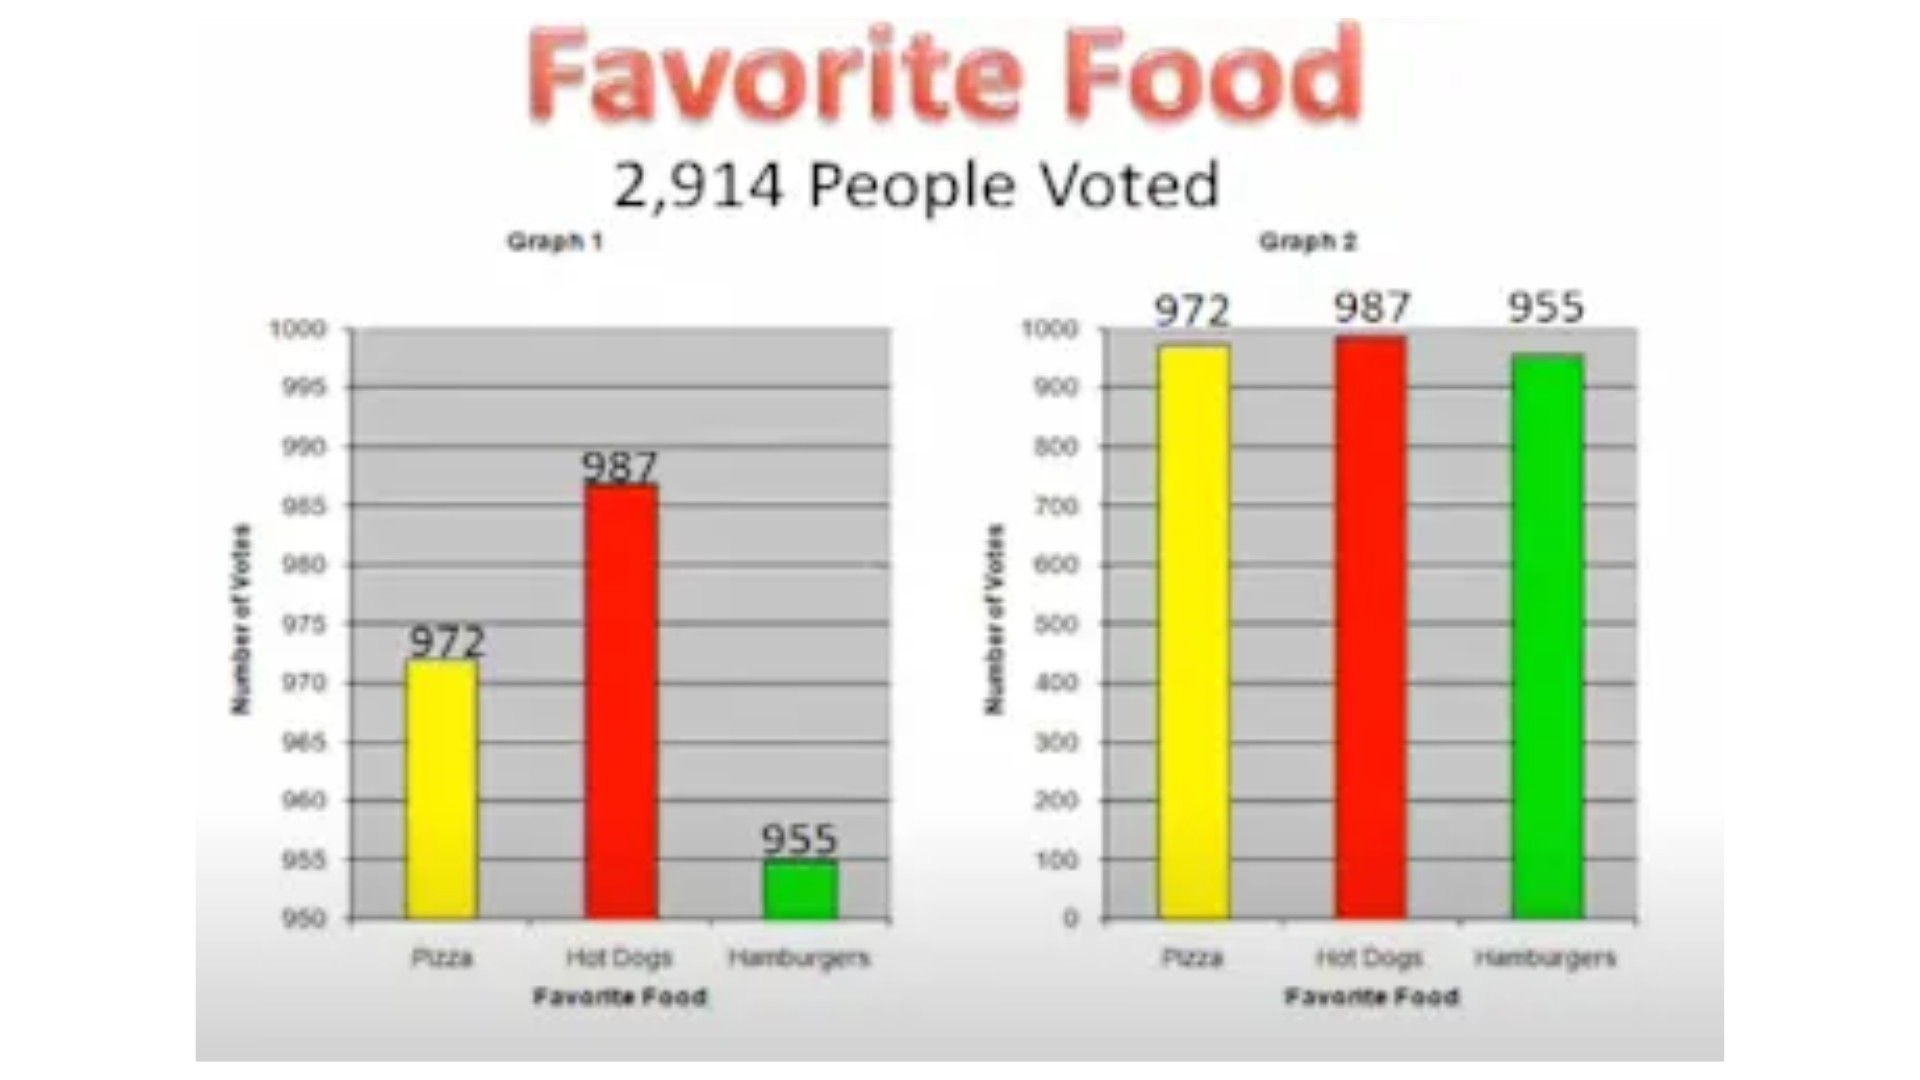 Favorite Food
2,914 People Voted
Graph 1
1000
995
990
985
980
975
970
965
960
955
950
Number of Votes
972
987
955
Pizza
Hot Dogs
Hamburgers
Favorite Food
Graph 2
1000
900
800
700
600
500
400
300
200
100
0
Number of Votes
972
987
955
Pizza
Hot Dogs
Hamburgers
Favorite Food